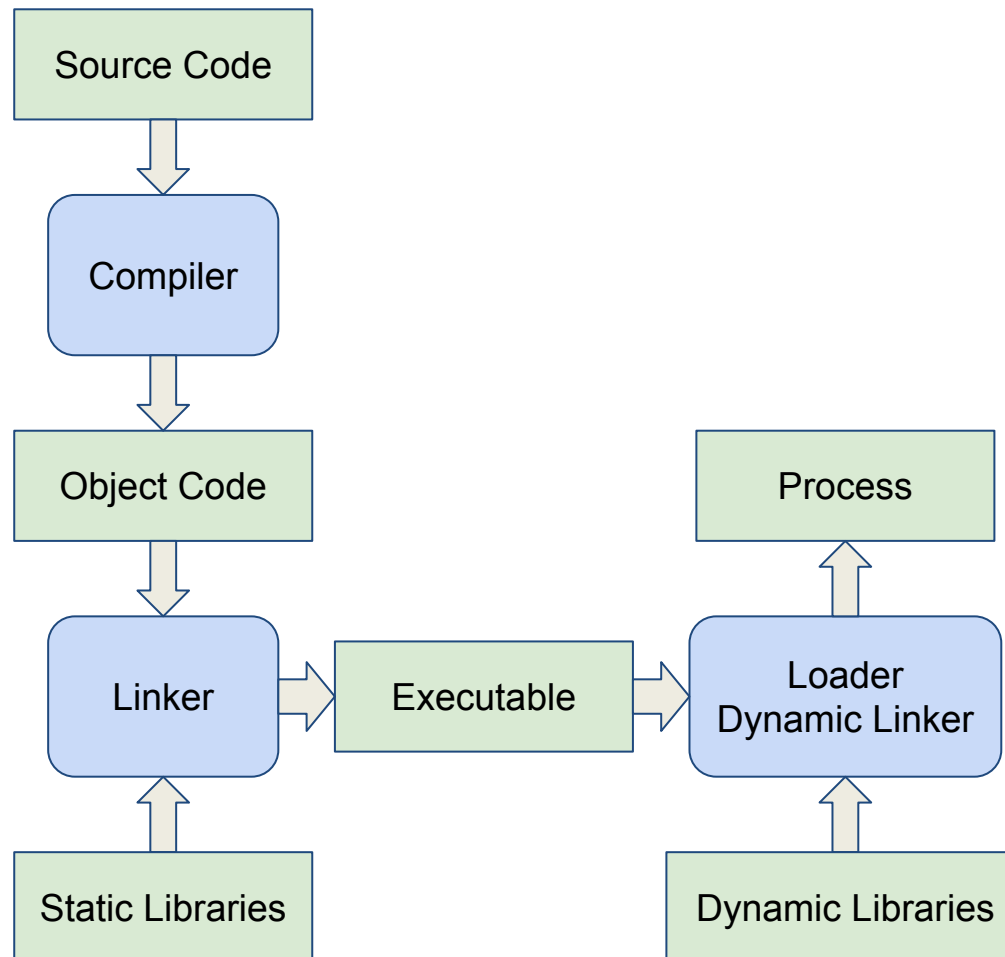 Source Code
Compiler
Object Code
Process
Linker
Executable
Loader
Dynamic Linker
Static Libraries
Dynamic Libraries